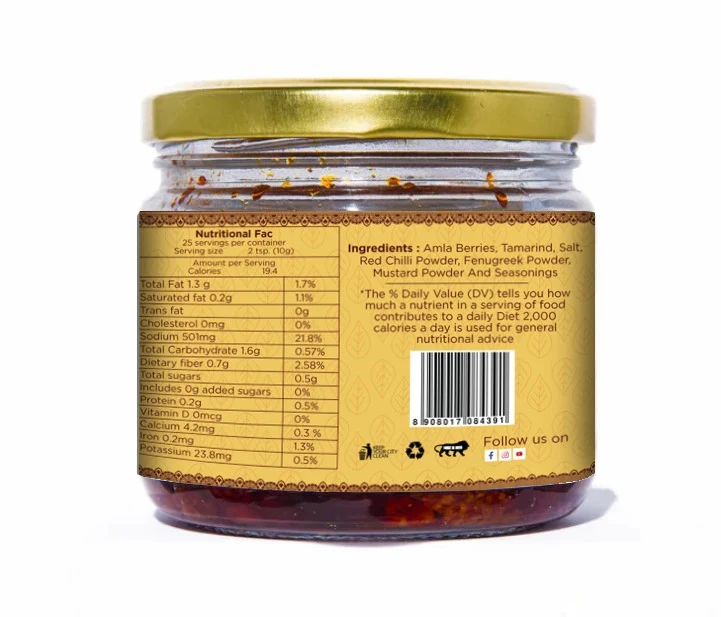 Nutritional Fac
25 servings per container
Serving size 2 tsp. (10g)
Amount per Serving
Calories 19.4
Total Fat 1.3 g 1.7%
Saturated fat 0.2g 1.1%
Trans fat 0g
Cholesterol 0mg 0%
Sodium 501mg 21.8%
Total Carbohydrate 1.6g 0.57%
Dietary fiber 0.7g 2.58%
Total sugars 0.5g
Includes 0g added sugars 0%
Protein 0.2g 0.5%
Vitamin D 0mcg 0%
Calcium 4.2mg 0.3 %
Iron 0.2mg 1.3%
Potassium 23.8mg 0.5%
Ingredients : Amla Berries, Tamarind, Salt,
Red Chilli Powder, Fenugreek Powder,
Mustard Powder And Seasonings
*The % Daily Value (DV) tells you how
much a nutrient in a serving of food
contributes to a daily Diet 2,000
calories a day is used for general
nutritional advice
8 908017 084391
KEEP
YOUR CITY
CLEAN
Follow us on